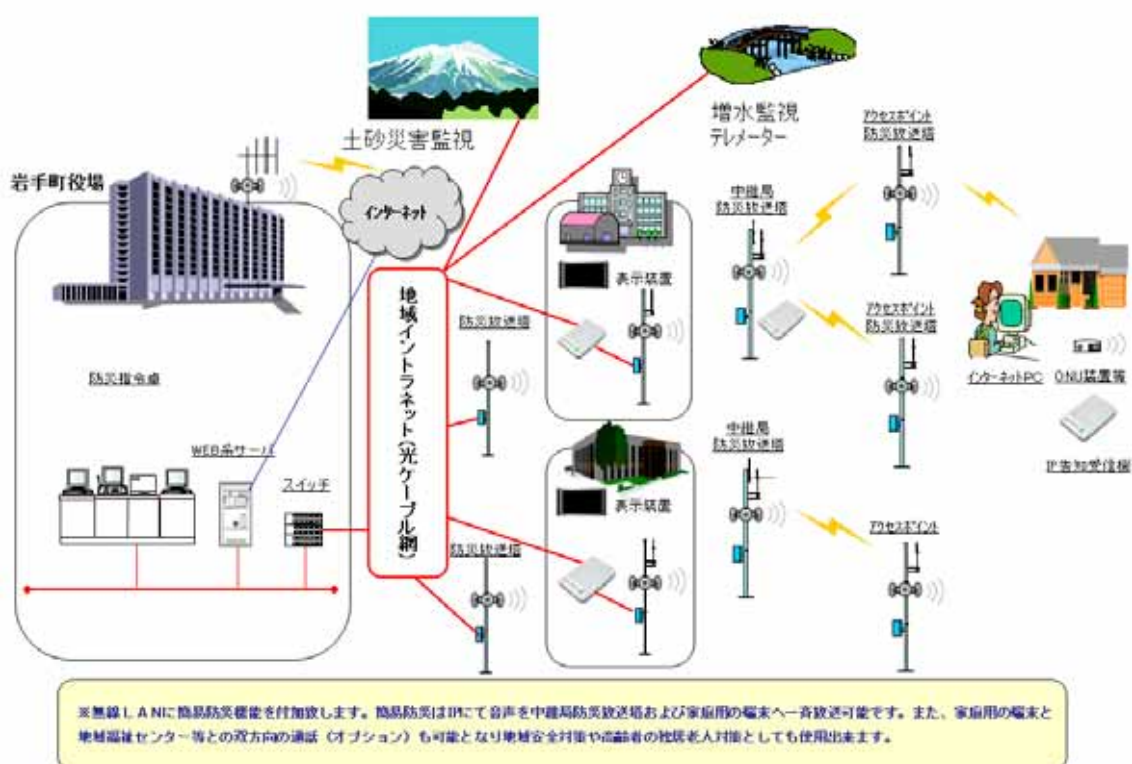 土砂災害監視
増水監視
テレメーター
アクセスポイント
防災放送塔
岩手町役場
インターネット
中継局
防災放送塔
表示装置
地域イントラネット(光ケーブル網)
防災放送塔
アクセスポイント
防災放送塔
防災指令卓
インターネットPC
ONU装置等
WEB系サーバ
スイッチ
中継局
防災放送塔
IP告知受信機
表示装置
アクセスポイント
防災放送塔
※無線LANに簡易防災機能を付加致します。簡易防災はIPにて音声を中継局防災放送塔および家庭用の端末へ一斉放送可能です。また、家庭用の端末と
地域福祉センター等との双方向の通話(オプション)も可能となり地域安全対策や高齢者の独居老人対策としても使用出来ます。